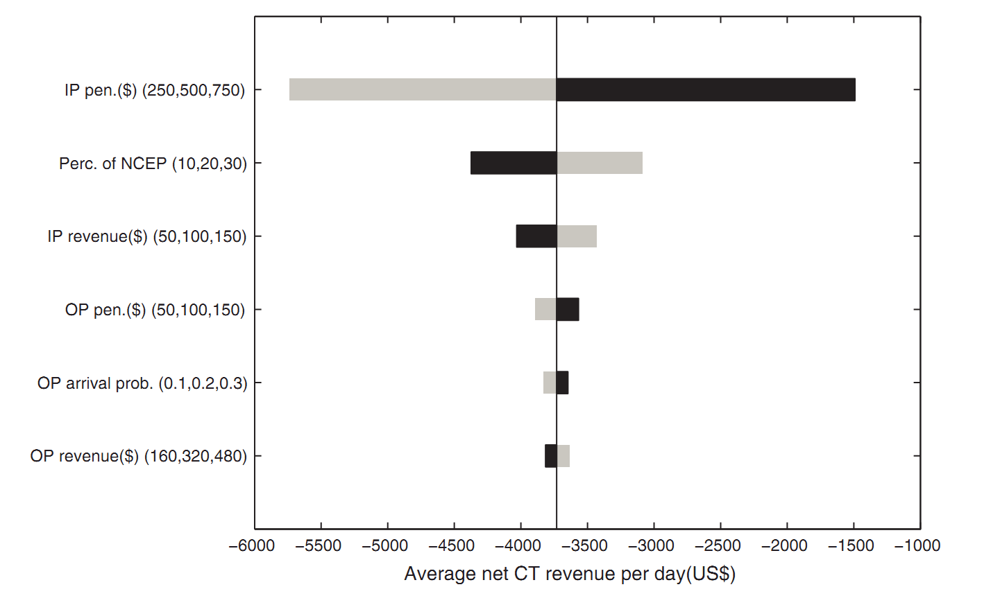 IP pen.($) (250,500,750)
Perc. of NCEP (10,20,30)
IP revenue($) (50,100,150)
OP pen.($) (50,100,150)
OP arrival prob. (0.1,0.2,0.3)
OP revenue($) (160,320,480)
−6000 −5500 −5000 −4500 −4000 −3500 −3000 −2500 −2000 −1500 −1000
Average net CT revenue per day(US$)